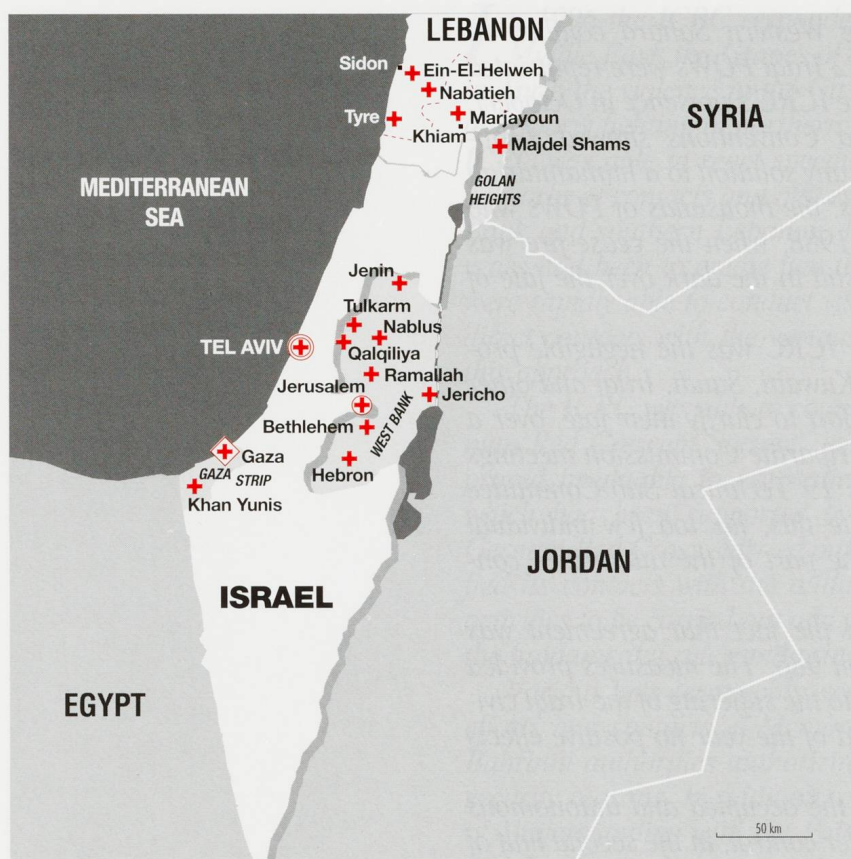 LEBANON
Sidon
Ein-El-Helweh
Nabatieh
Tyre
Marjayoun
Khiam
SYRIA
Majdel Shams
GOLAN
HEIGHTS
MEDITERRANEAN
SEA
Jenin
Tulkarm
Nablus
TEL AVIV
Qalqiliya
Ramallah
Jerusalem
Jericho
Bethlehem
WEST BANK
Gaza
GAZA STRIP
Hebron
Khan Yunis
JORDAN
ISRAEL
EGYPT
50 km